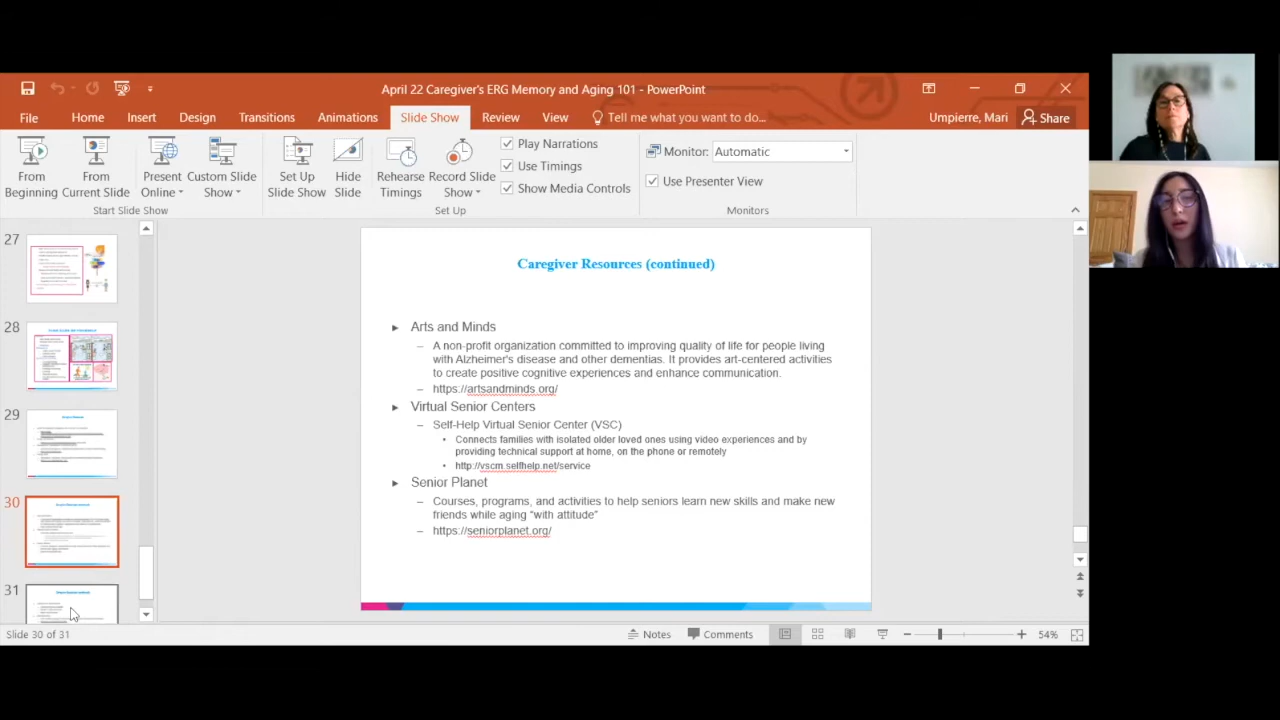 April 22 Caregiver's ERG Memory and Aging 101 - PowerPoint
File Home Insert Design Transitions Animations Slide Show Review View Tell me what you want to do... Umpierre, Mari Share
From Beginning
From Current Slide
Present Online
Custom Slide Show
Start Slide Show
Set Up Slide Show
Hide Slide
Rehearse Timings
Record Slide Show
Play Narrations
Use Timings
Show Media Controls
Set Up
Monitor: Automatic
Use Presenter View
Monitors
27
28
29
30
31
Caregiver Resources (continued)
► Arts and Minds
– A non-profit organization committed to improving quality of life for people living
with Alzheimer's disease and other dementias. It provides art-centered activities
to create positive cognitive experiences and enhance communication.
– https://artsandminds.org/
► Virtual Senior Centers
– Self-Help Virtual Senior Center (VSC)
• Connects families with isolated older loved ones using video experiences and by
providing technical support at home, on the phone or remotely
• http://vscm.selfhelp.net/service
► Senior Planet
– Courses, programs, and activities to help seniors learn new skills and make new
friends while aging “with attitude”
– https://seniorplanet.org/
Slide 30 of 31
Notes Comments 54%